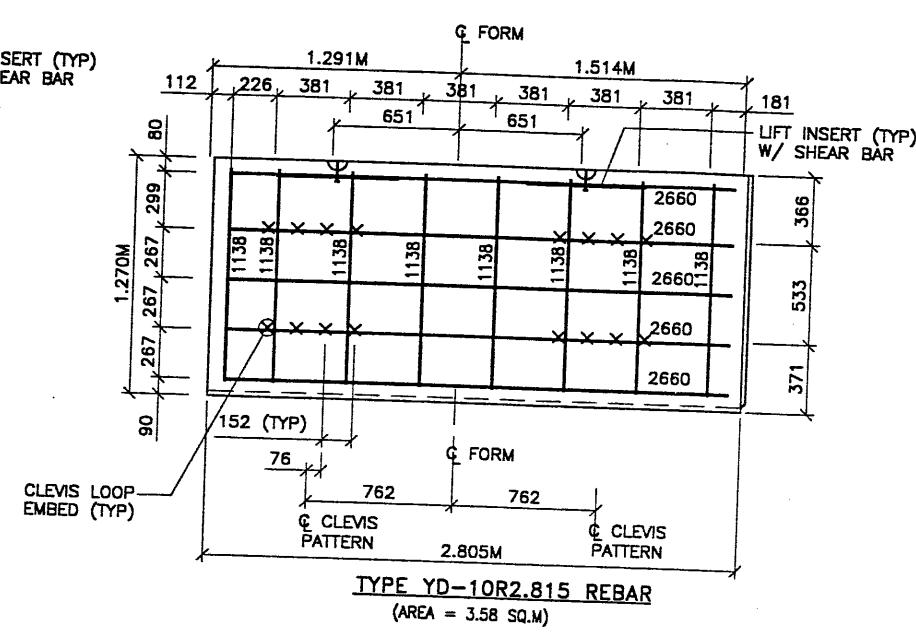 ℄ FORM
SERT (TYP)
EAR BAR
1.291M
1.514M
112 226 381 381 381 381 381 381 181
651 651
LIFT INSERT (TYP)
W/ SHEAR BAR
80
299
267
267
267
90
1.270M
2660
2660
2660
2660
2660
1138 1138 1138 1138 1138 1138 1138 1138
366
533
371
152 (TYP)
76
℄ FORM
762 762
CLEVIS LOOP
EMBED (TYP)
℄ CLEVIS
PATTERN
℄ CLEVIS
PATTERN
2.805M
TYPE YD-10R2.815 REBAR
(AREA = 3.58 SQ.M)